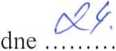 dne 24. .........